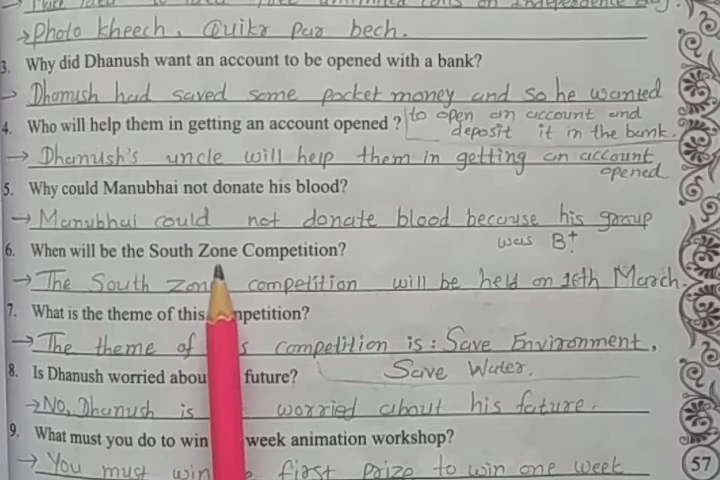 → Photo kheech, Quikr par bech.
3. Why did Dhanush want an account to be opened with a bank?
→ Dhanush had saved some pocket money and so he wanted
to open an account and
deposit it in the bank.
4. Who will help them in getting an account opened ?
→ Dhanush's uncle will help them in getting an account
opened
5. Why could Manubhai not donate his blood?
→ Manubhai could not donate blood because his group
was B+.
6. When will be the South Zone Competition?
→ The South zone competition will be held on 16th March.
7. What is the theme of this mpetition?
→ The theme of s competition is : Save Environment,
Save Water.
8. Is Dhanush worried abou future?
→ No, Dhanush is worried about his future.
9. What must you do to win week animation workshop?
→ You must win first prize to win one week
57